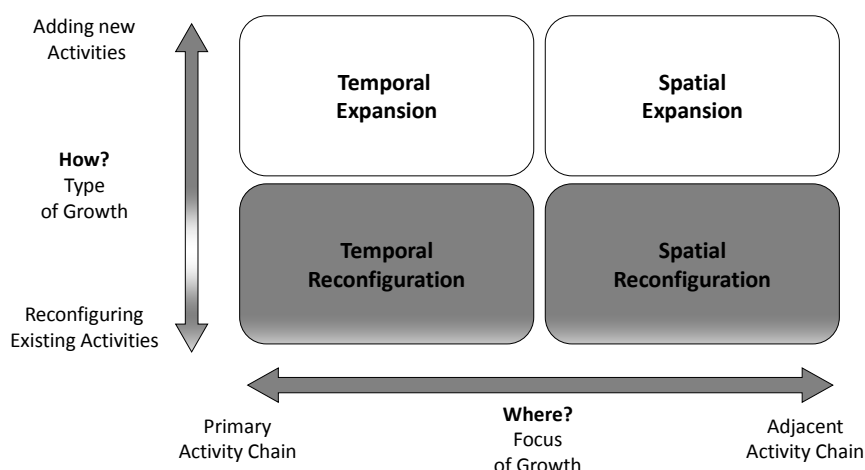 Adding new
Activities
Temporal
Expansion
Spatial
Expansion
How?
Type
of Growth
Temporal
Reconfiguration
Spatial
Reconfiguration
Reconfiguring
Existing Activities
Primary
Activity Chain
Where?
Focus
of Growth
Adjacent
Activity Chain